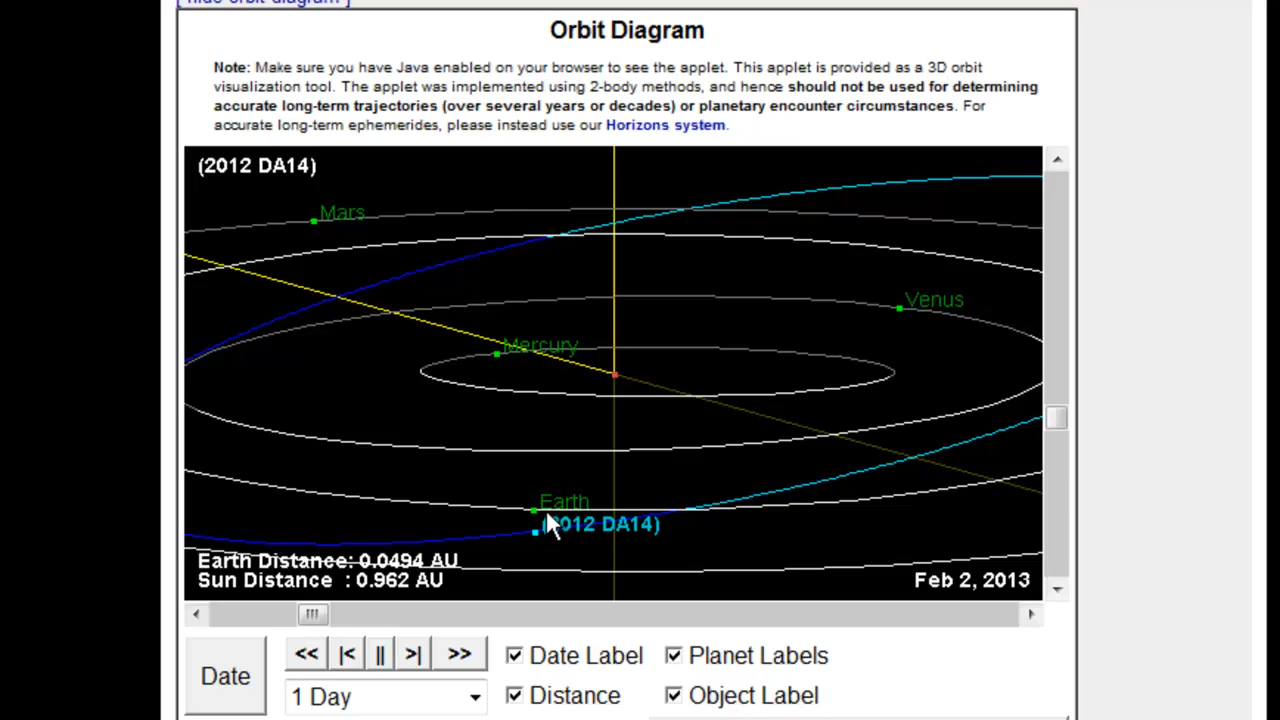 [ hide orbit diagram ]
Orbit Diagram
Note: Make sure you have Java enabled on your browser to see the applet. This applet is provided as a 3D orbit
visualization tool. The applet was implemented using 2-body methods, and hence should not be used for determining
accurate long-term trajectories (over several years or decades) or planetary encounter circumstances. For
accurate long-term ephemerides, please instead use our Horizons system.
(2012 DA14)
Mars
Venus
Mercury
Earth
(2012 DA14)
Earth Distance: 0.0494 AU
Sun Distance : 0.962 AU
Feb 2, 2013
Date
<< |< || >| >>
Date Label
Planet Labels
1 Day
Distance
Object Label